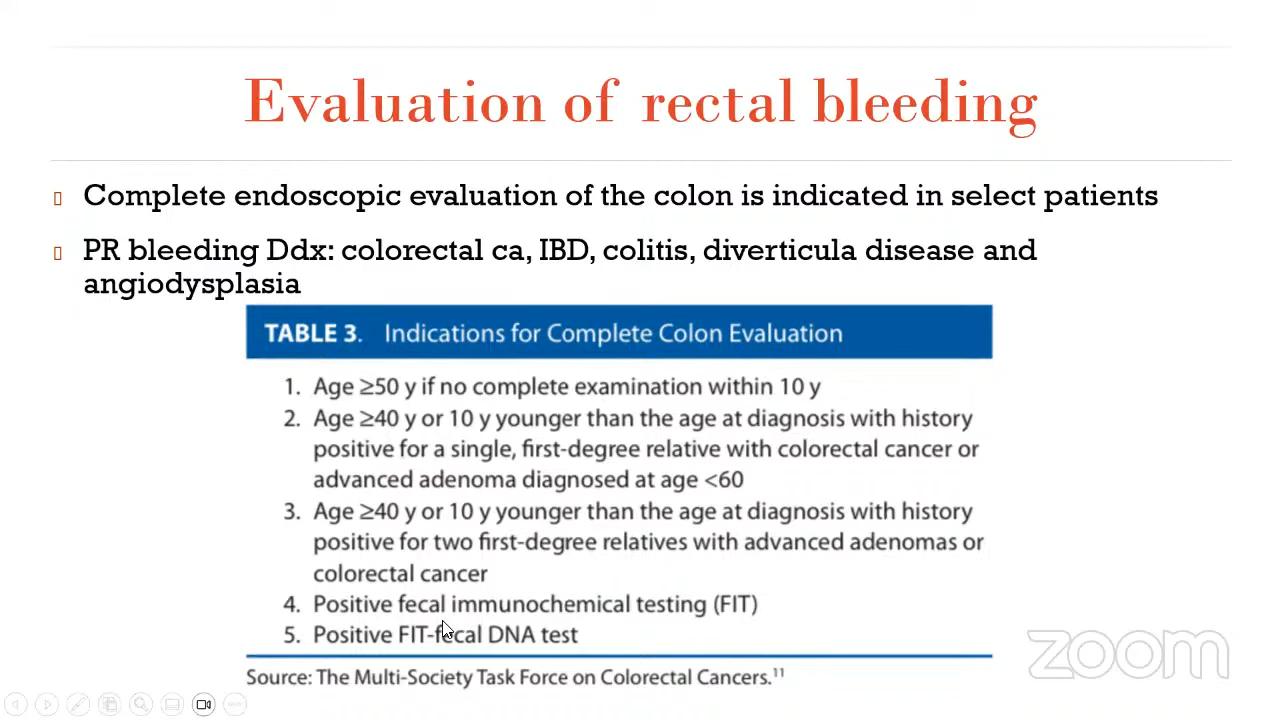 Evaluation of rectal bleeding
Complete endoscopic evaluation of the colon is indicated in select patients
PR bleeding Ddx: colorectal ca, IBD, colitis, diverticula disease and
angiodysplasia
TABLE 3. Indications for Complete Colon Evaluation
1. Age ≥50 y if no complete examination within 10 y
2. Age ≥40 y or 10 y younger than the age at diagnosis with history
positive for a single, first-degree relative with colorectal cancer or
advanced adenoma diagnosed at age <60
3. Age ≥40 y or 10 y younger than the age at diagnosis with history
positive for two first-degree relatives with advanced adenomas or
colorectal cancer
4. Positive fecal immunochemical testing (FIT)
5. Positive FIT-fecal DNA test
Source: The Multi-Society Task Force on Colorectal Cancers.¹¹
zoom